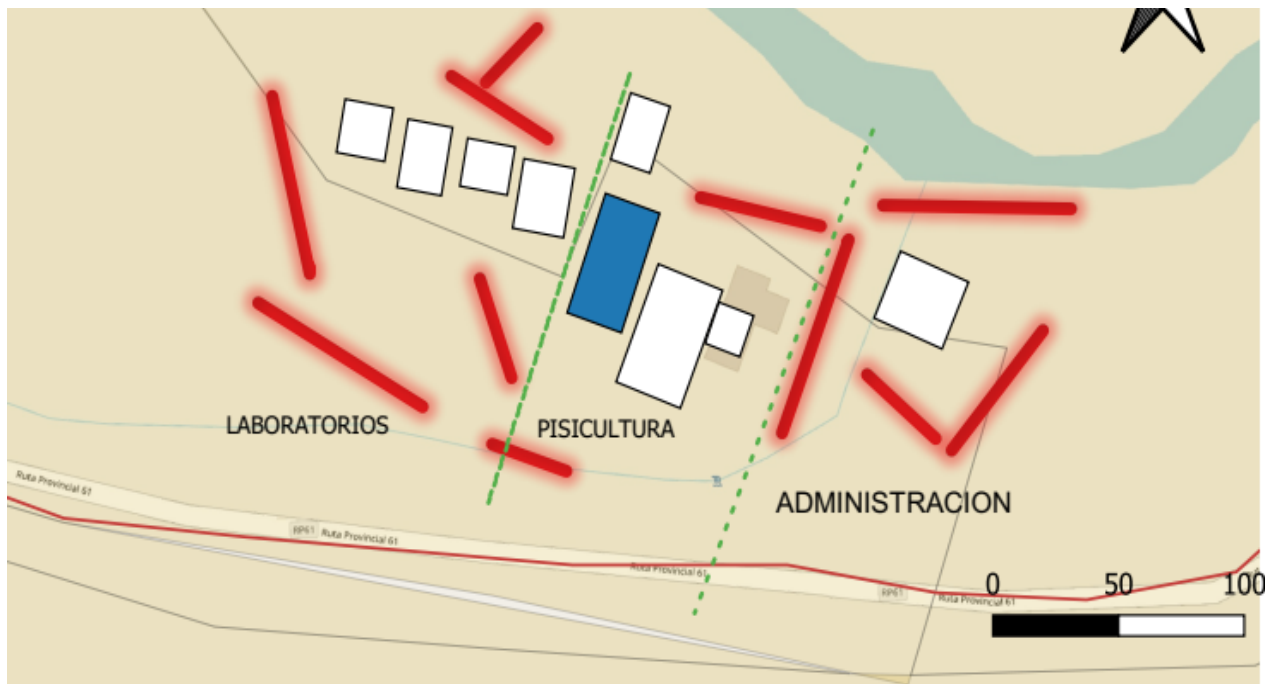 LABORATORIOS
PISICULTURA
Ruta Provincial 61
ADMINISTRACION
RP61 Ruta Provincial 61
Ruta Provincial 61
0 50 100
RP61 Ruta Provincial 61